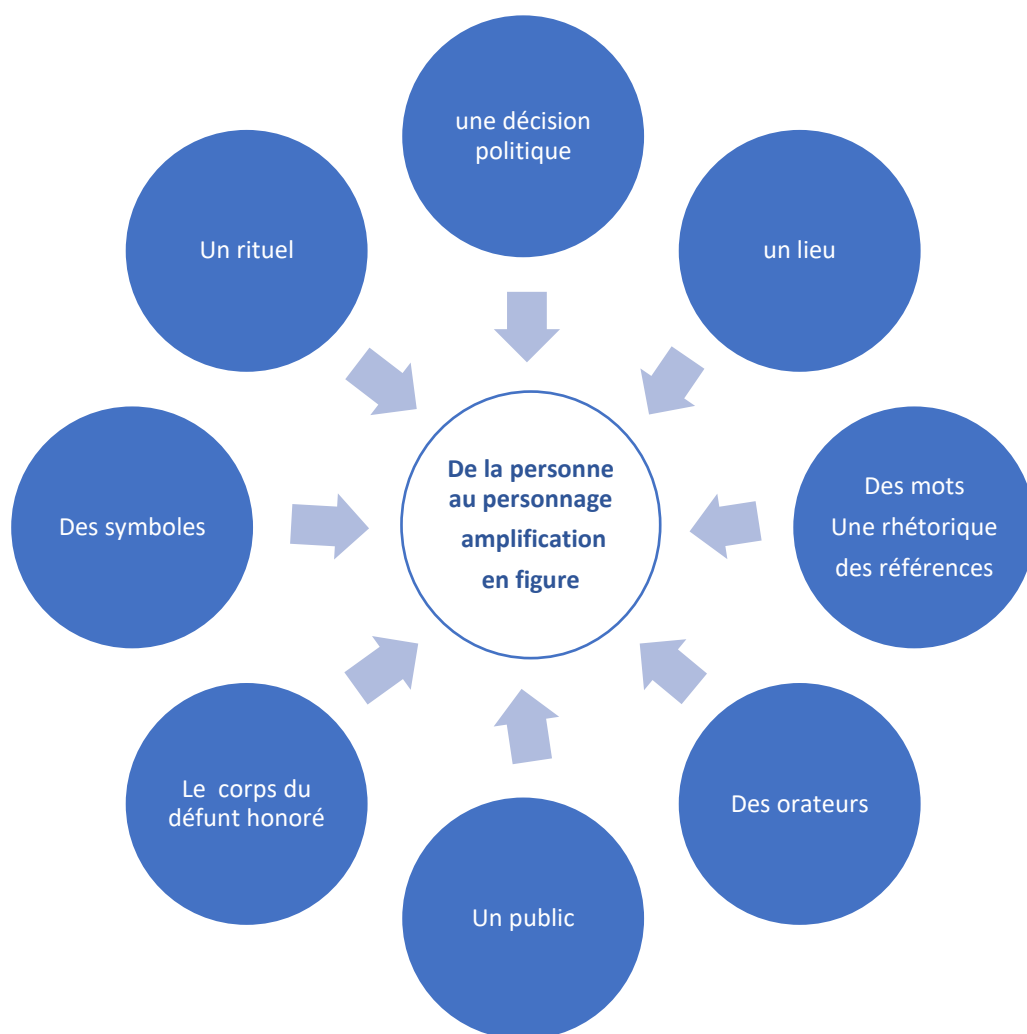 une décision
politique
Un rituel
un lieu
De la personne
au personnage
amplification
en figure
Des symboles
Des mots
Une rhétorique
des références
Le corps du
défunt honoré
Des orateurs
Un public